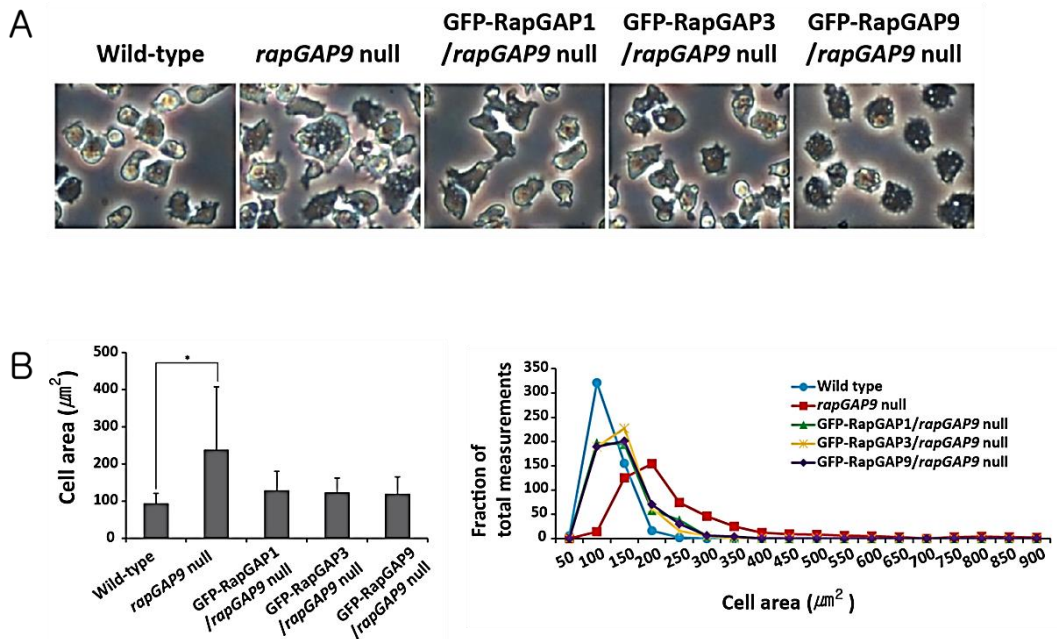 A
Wild-type
rapGAP9 null
GFP-RapGAP1
/rapGAP9 null
GFP-RapGAP3
/rapGAP9 null
GFP-RapGAP9
/rapGAP9 null
B
Cell area (μm²)
500
400
300
200
100
0
*
Wild-type
rapGAP9 null
GFP-RapGAP1
/rapGAP9 null
GFP-RapGAP3
/rapGAP9 null
GFP-RapGAP9
/rapGAP9 null
Fraction of
total measurements
350
300
250
200
150
100
50
0
Wild type
rapGAP9 null
GFP-RapGAP1/rapGAP9 null
GFP-RapGAP3/rapGAP9 null
GFP-RapGAP9/rapGAP9 null
50 100 150 200 250 300 350 400 450 500 550 600 650 700 750 800 850 900
Cell area (μm²)